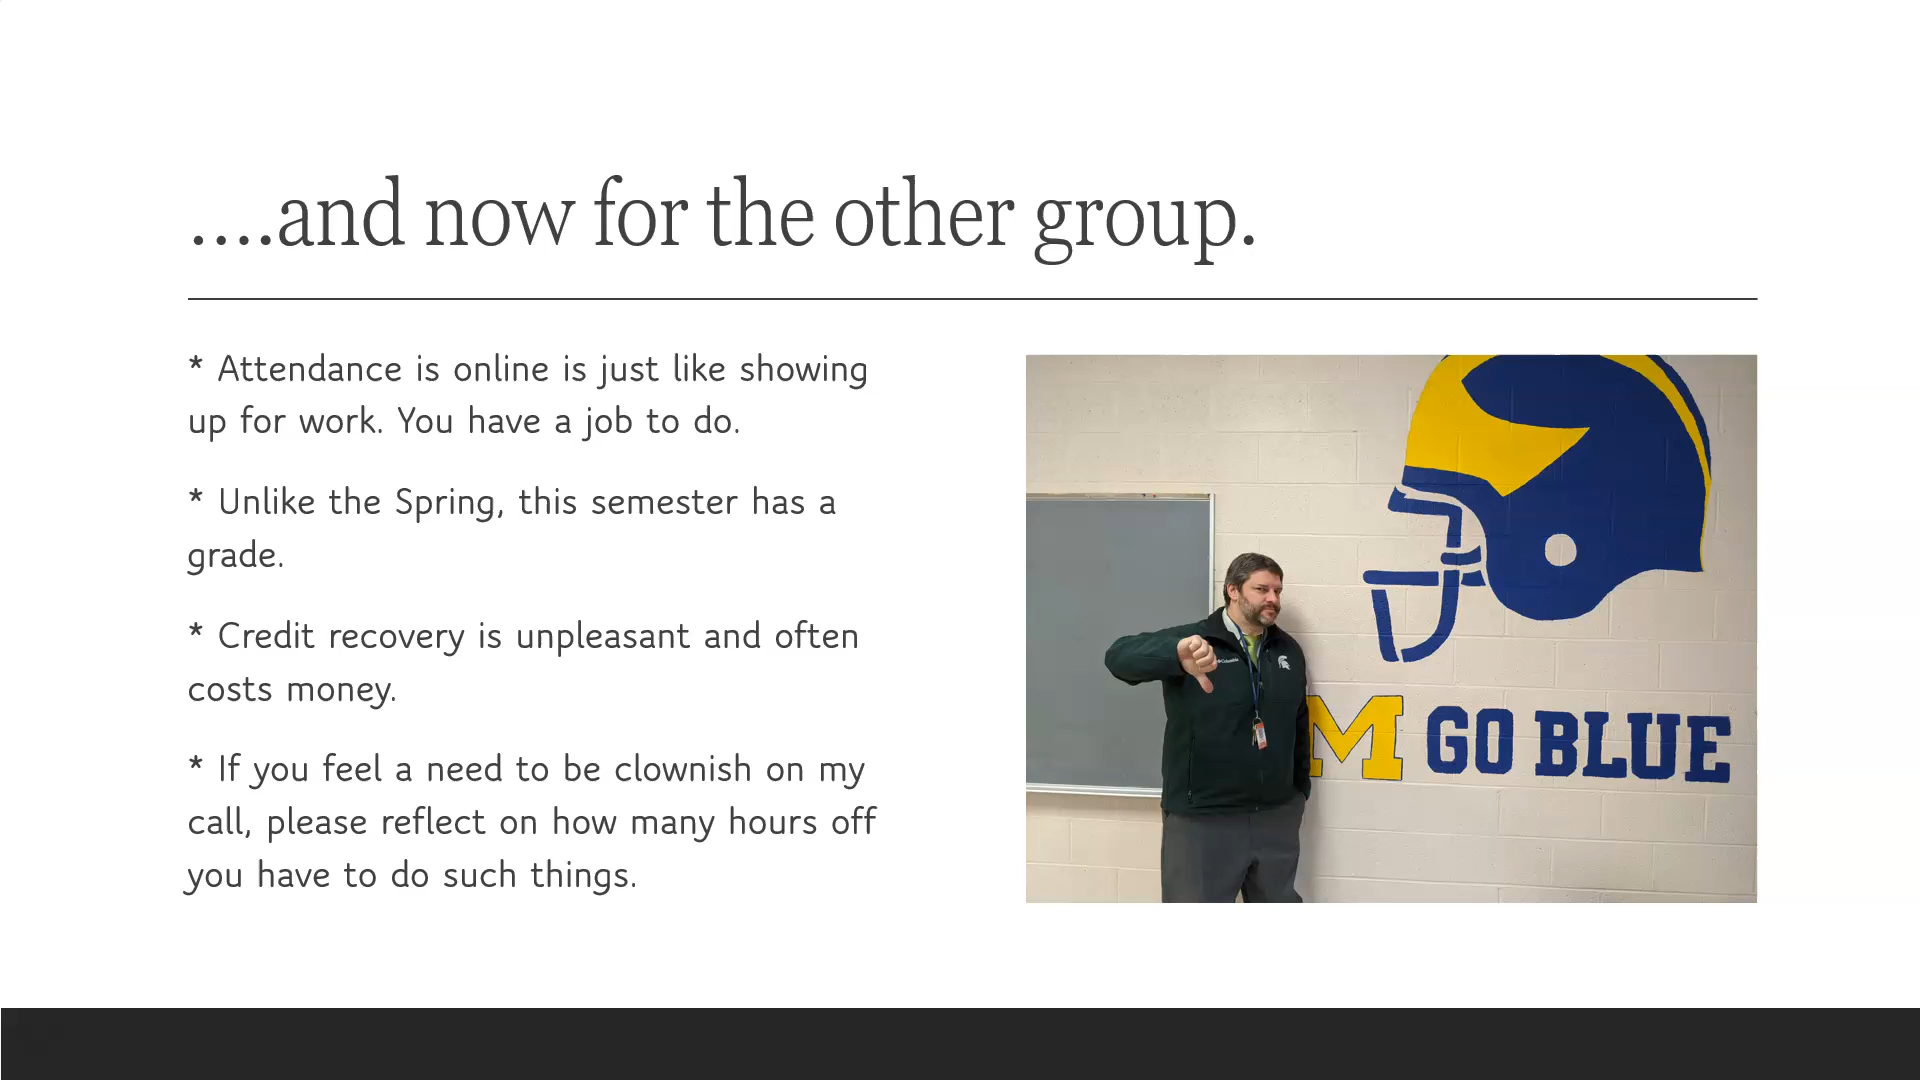 ....and now for the other group.
* Attendance is online is just like showing
up for work. You have a job to do.
* Unlike the Spring, this semester has a
grade.
* Credit recovery is unpleasant and often
costs money.
* If you feel a need to be clownish on my
call, please reflect on how many hours off
you have to do such things.
Columbia
M GO BLUE